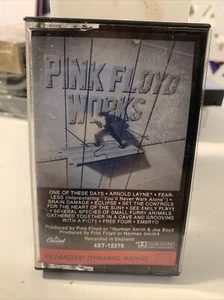 PINK FLOYD
WORKS
ONE OF THESE DAYS • ARNOLD LAYNE* • FEAR-
LESS (Interpolating "You'll Never Walk Alone") •
BRAIN DAMAGE • ECLIPSE • SET THE CONTROLS
FOR THE HEART OF THE SUN* • SEE EMILY PLAY*
• SEVERAL SPECIES OF SMALL FURRY ANIMALS
GATHERED TOGETHER IN A CAVE AND GROOVING
WITH A PICT† • FREE FOUR • EMBRYO
Produced by Pink Floyd or *Norman Smith & Joe Boyd
Produced by Pink Floyd or Norman Smith†
Recorded in England
Capitol
4XT-12276
EXPANDED DYNAMIC RANGE